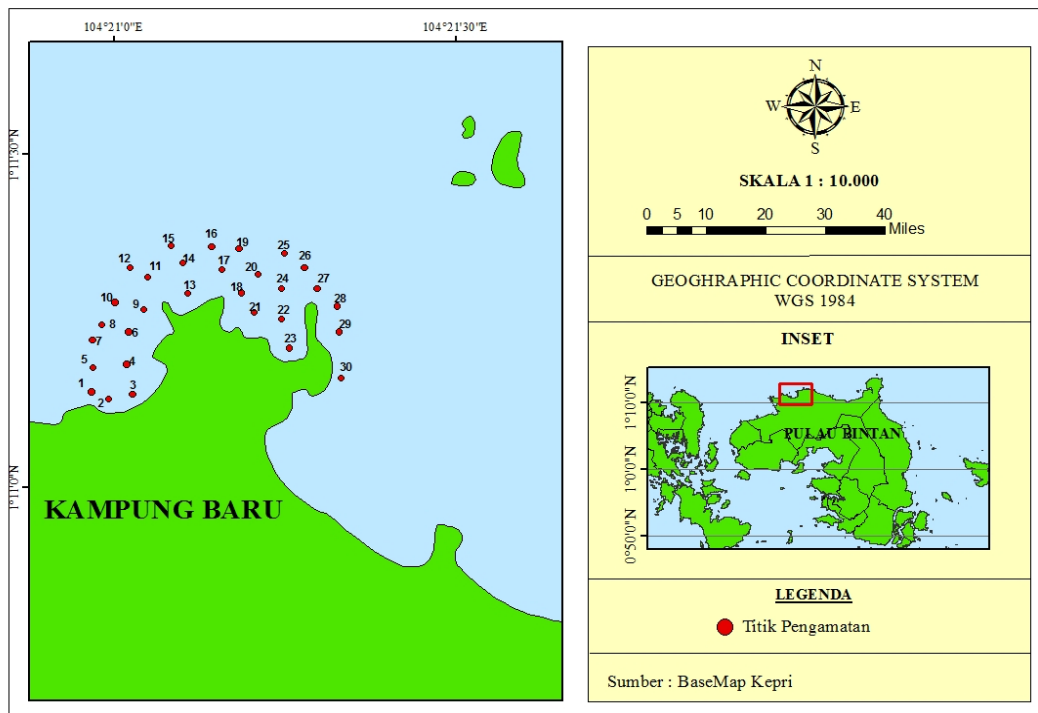 104°21'0"E
104°21'30"E
1°11'30"N
1°11'0"N
15
16
19
25
12
11
14
17
20
26
10
13
18
24
27
9
21
22
28
8
6
29
7
23
5
4
30
1
2
3
KAMPUNG BARU
N
W
E
S
SKALA 1 : 10.000
0 5 10 20 30 40
Miles
GEOGHRAPHIC COORDINATE SYSTEM
WGS 1984
INSET
1°10'0"N
1°0'0"N
0°50'0"N
PULAU BINTAN
LEGENDA
Titik Pengamatan
Sumber : BaseMap Kepri